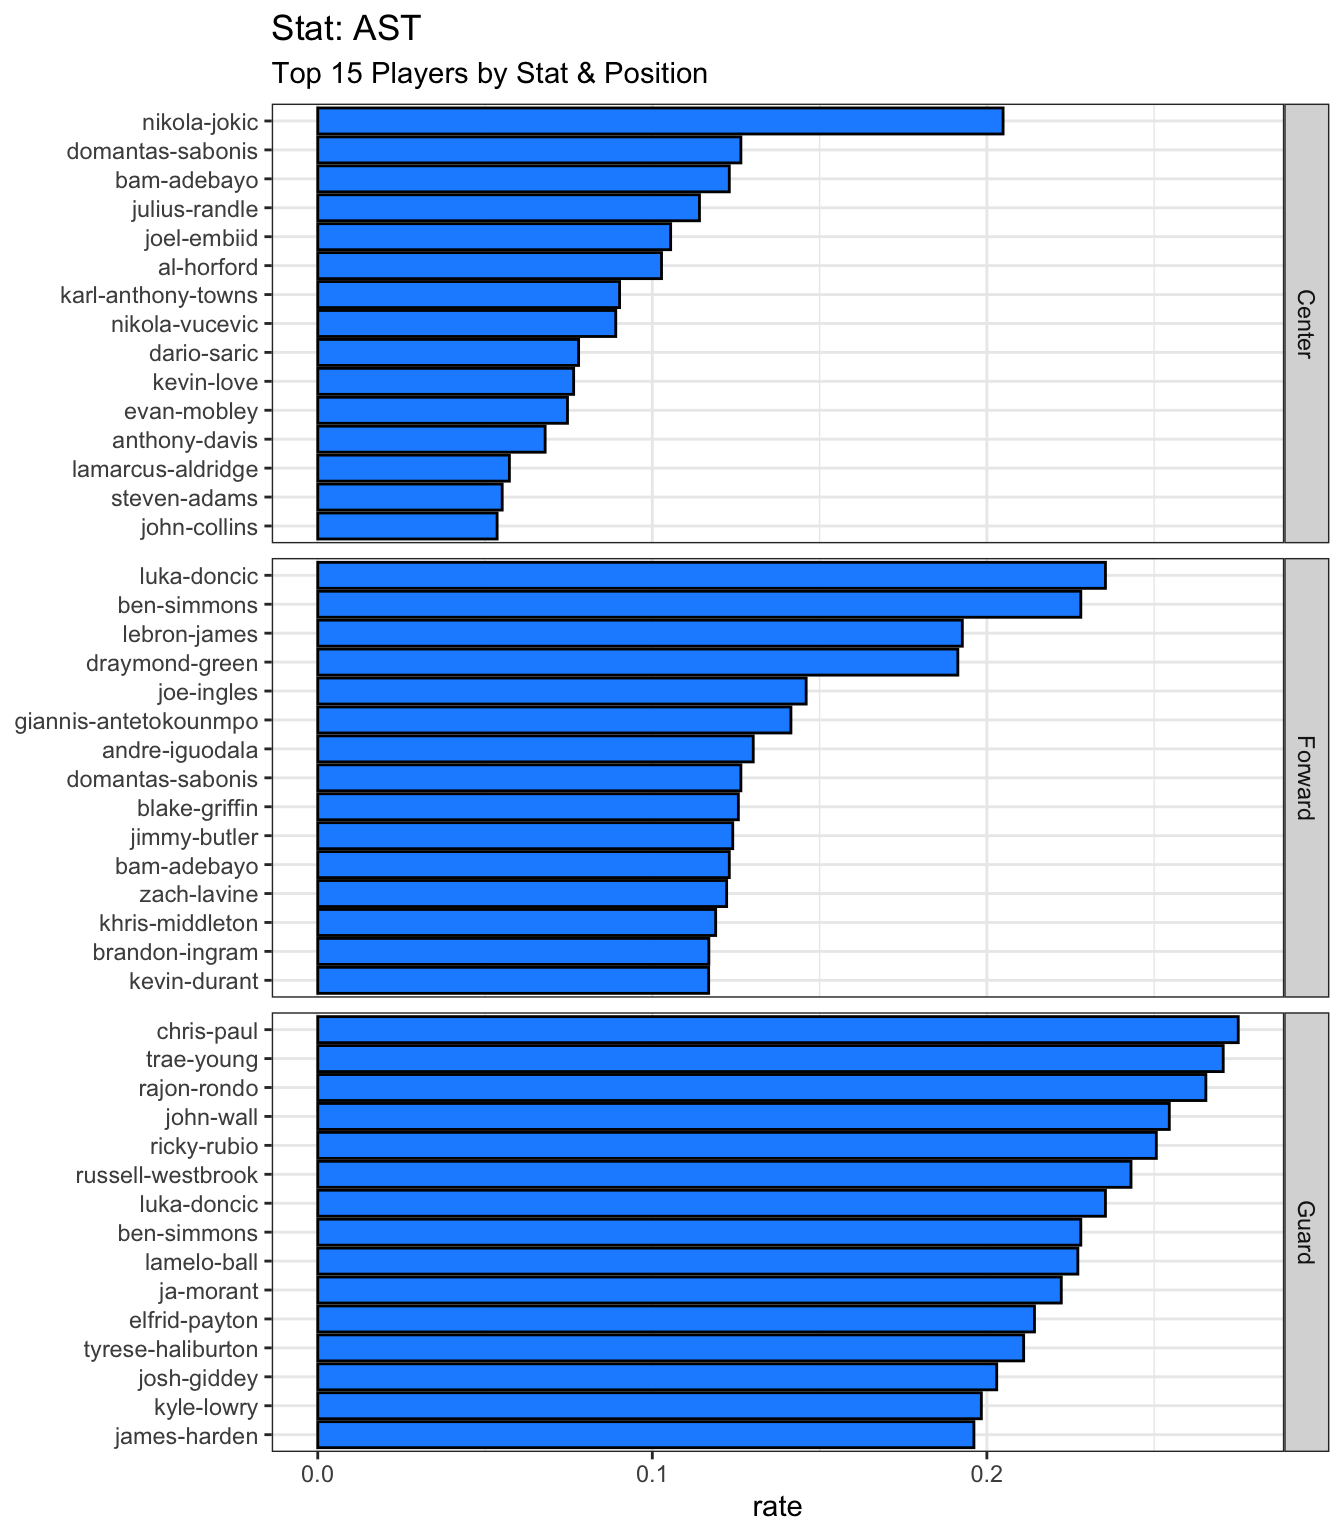 Stat: AST
Top 15 Players by Stat & Position
nikola-jokic
domantas-sabonis
bam-adebayo
julius-randle
joel-embiid
al-horford
karl-anthony-towns
nikola-vucevic
dario-saric
kevin-love
evan-mobley
anthony-davis
lamarcus-aldridge
steven-adams
john-collins
Center
luka-doncic
ben-simmons
lebron-james
draymond-green
joe-ingles
giannis-antetokounmpo
andre-iguodala
domantas-sabonis
blake-griffin
jimmy-butler
bam-adebayo
zach-lavine
khris-middleton
brandon-ingram
kevin-durant
Forward
chris-paul
trae-young
rajon-rondo
john-wall
ricky-rubio
russell-westbrook
luka-doncic
ben-simmons
lamelo-ball
ja-morant
elfrid-payton
tyrese-haliburton
josh-giddey
kyle-lowry
james-harden
Guard
0.0 0.1 0.2
rate